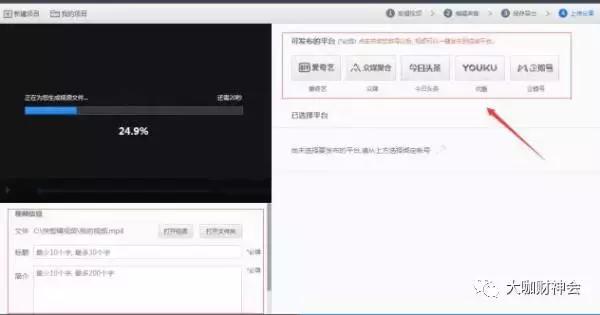 新建项目 我的项目
1 剪辑视频 2 编辑声音 3 保存导出 4 上传分享
正在为您生成视频文件... 还需20秒
24.9%
可发布的平台
爱奇艺 众媒聚合 今日头条 YOUKU 企鹅号
爱奇艺 众媒 今日头条 优酷 企鹅号
已选择平台
尚未选择要发布的平台,请从上方选择绑定帐号
视频信息
文件 C:\快剪辑视频\我的视频.mp4 打开位置 打开文件夹
标题 最少10个字, 最多30个字 *必填
简介 最少10个字, 最多200个字 *必填
大咖财神会